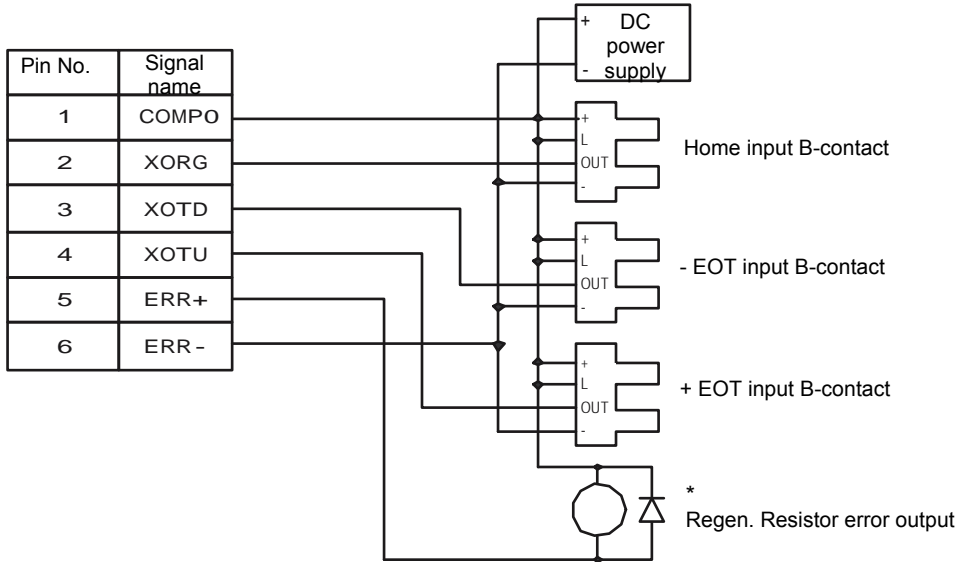 Pin No. Signal name
1 COMP0
2 XORG
3 XOTD
4 XOTU
5 ERR+
6 ERR-
+ DC
power
- supply
+
L
OUT
-
Home input B-contact
+
L
OUT
-
- EOT input B-contact
+
L
OUT
-
+ EOT input B-contact
*
Regen. Resistor error output